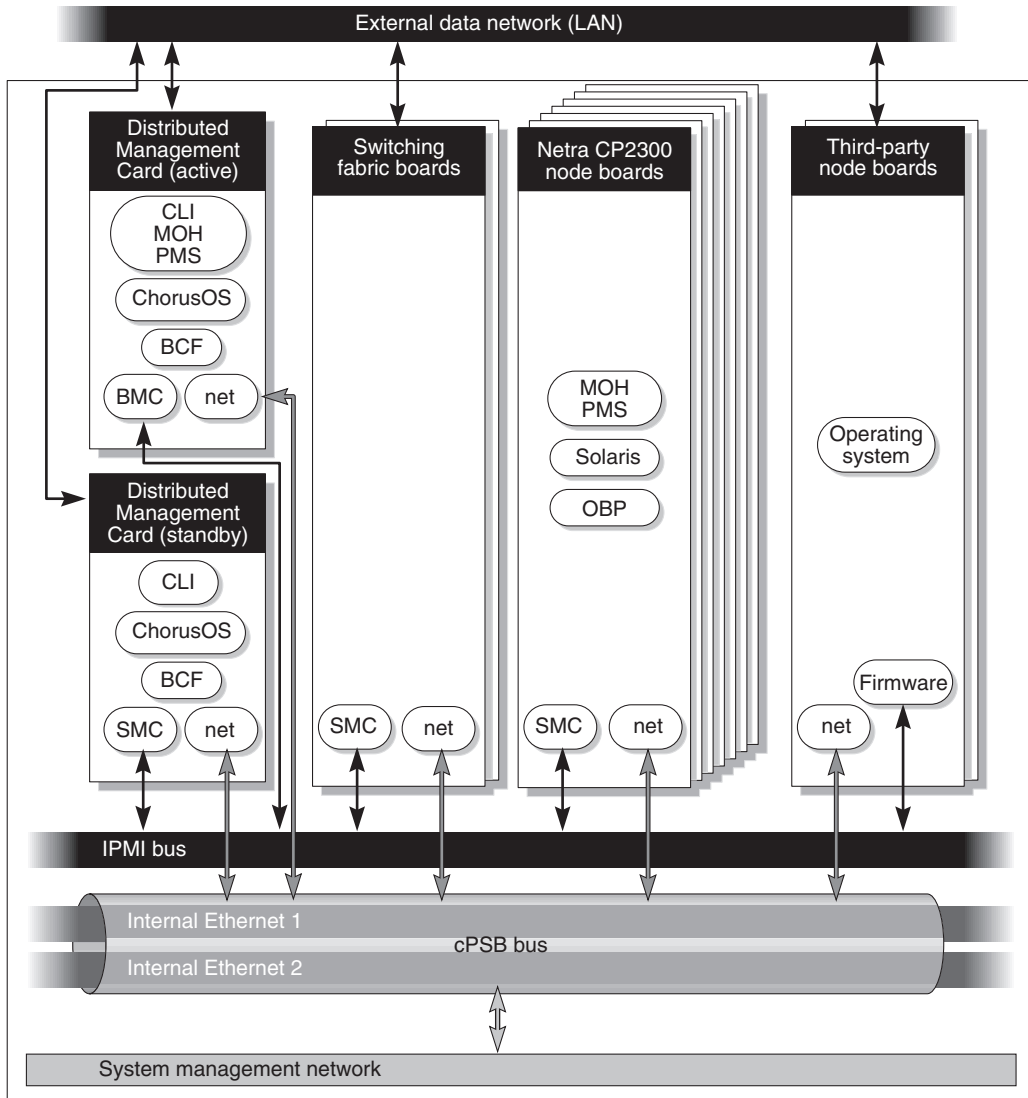 External data network (LAN)
Distributed
Management
Card (active)
CLI
MOH
PMS
ChorusOS
BCF
BMC
net
Distributed
Management
Card (standby)
CLI
ChorusOS
BCF
SMC
net
Switching
fabric boards
SMC
net
Netra CP2300
node boards
MOH
PMS
Solaris
OBP
SMC
net
Third-party
node boards
Operating
system
Firmware
net
IPMI bus
Internal Ethernet 1
cPSB bus
Internal Ethernet 2
System management network